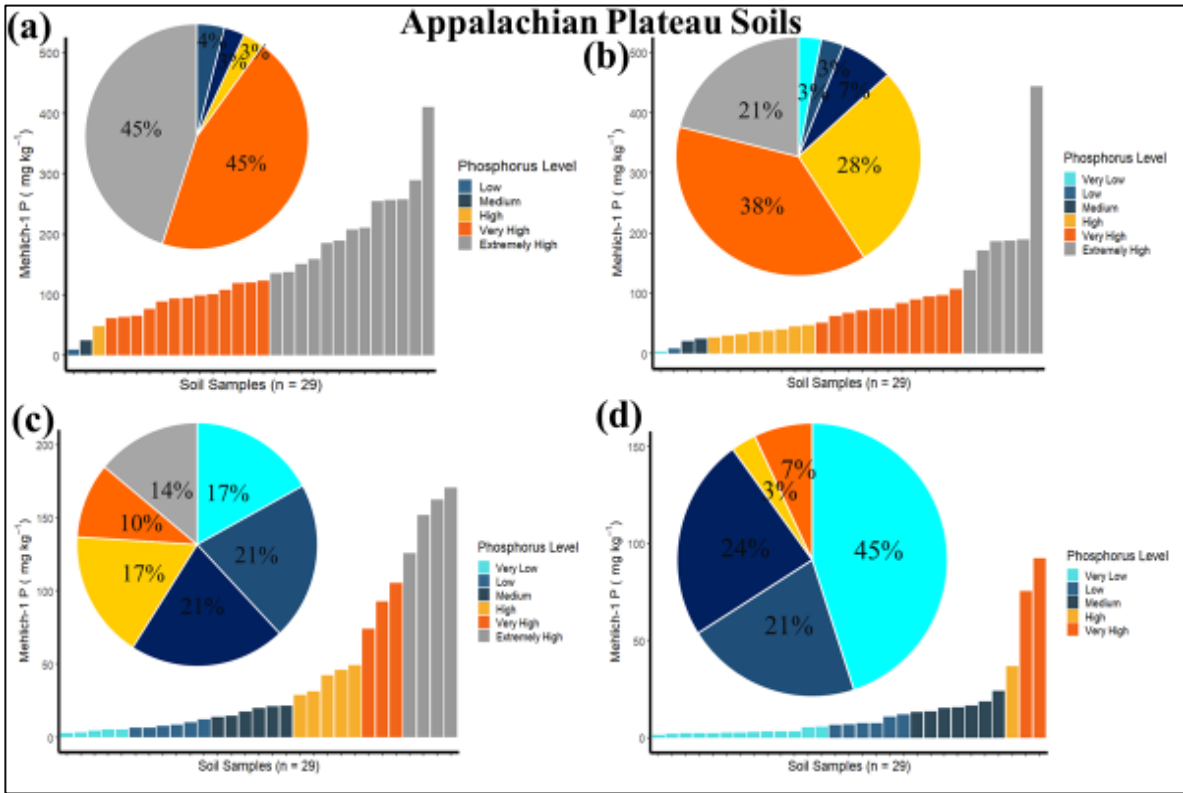 Appalachian Plateau Soils
(a)
500
400
300
200
100
0
Mehlich-1 P ( mg kg⁻¹)
4%
3%
45%
45%
Phosphorus Level
Low
Medium
High
Very High
Extremely High
Soil Samples (n = 29)
(b)
500
400
300
200
100
0
Mehlich-1 P ( mg kg⁻¹)
3%
3%
7%
28%
38%
21%
Phosphorus Level
Very Low
Low
Medium
High
Very High
Extremely High
Soil Samples (n = 29)
(c)
200
150
100
50
0
Mehlich-1 P ( mg kg⁻¹)
17%
21%
21%
17%
10%
14%
Phosphorus Level
Very Low
Low
Medium
High
Very High
Extremely High
Soil Samples (n = 29)
(d)
150
100
50
0
Mehlich-1 P ( mg kg⁻¹)
45%
21%
24%
3%
7%
Phosphorus Level
Very Low
Low
Medium
High
Very High
Soil Samples (n = 29)